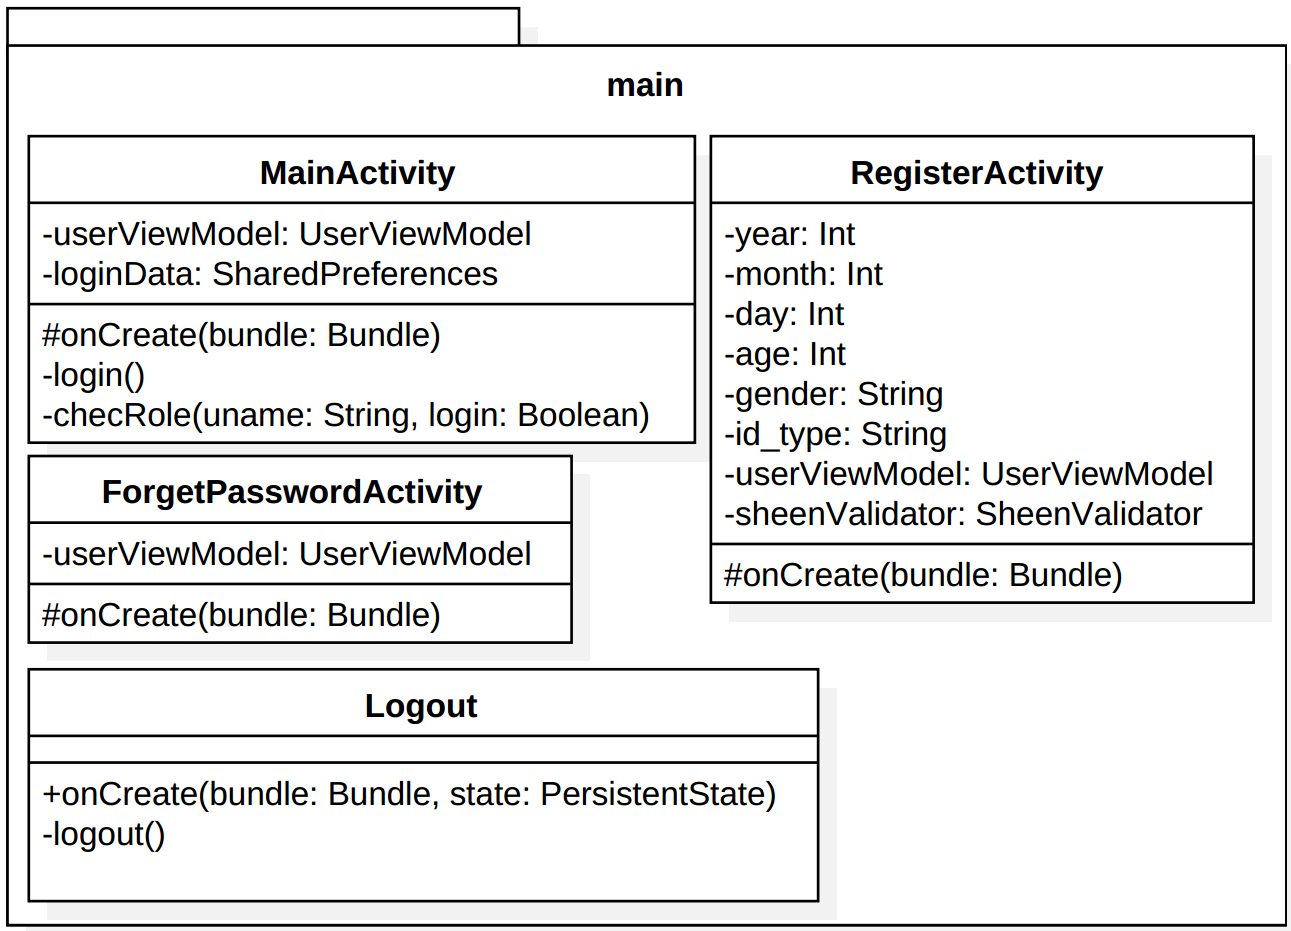 main
MainActivity
-userViewModel: UserViewModel
-loginData: SharedPreferences
#onCreate(bundle: Bundle)
-login()
-checRole(uname: String, login: Boolean)
RegisterActivity
-year: Int
-month: Int
-day: Int
-age: Int
-gender: String
-id_type: String
-userViewModel: UserViewModel
-sheenValidator: SheenValidator
#onCreate(bundle: Bundle)
ForgetPasswordActivity
-userViewModel: UserViewModel
#onCreate(bundle: Bundle)
Logout
+onCreate(bundle: Bundle, state: PersistentState)
-logout()